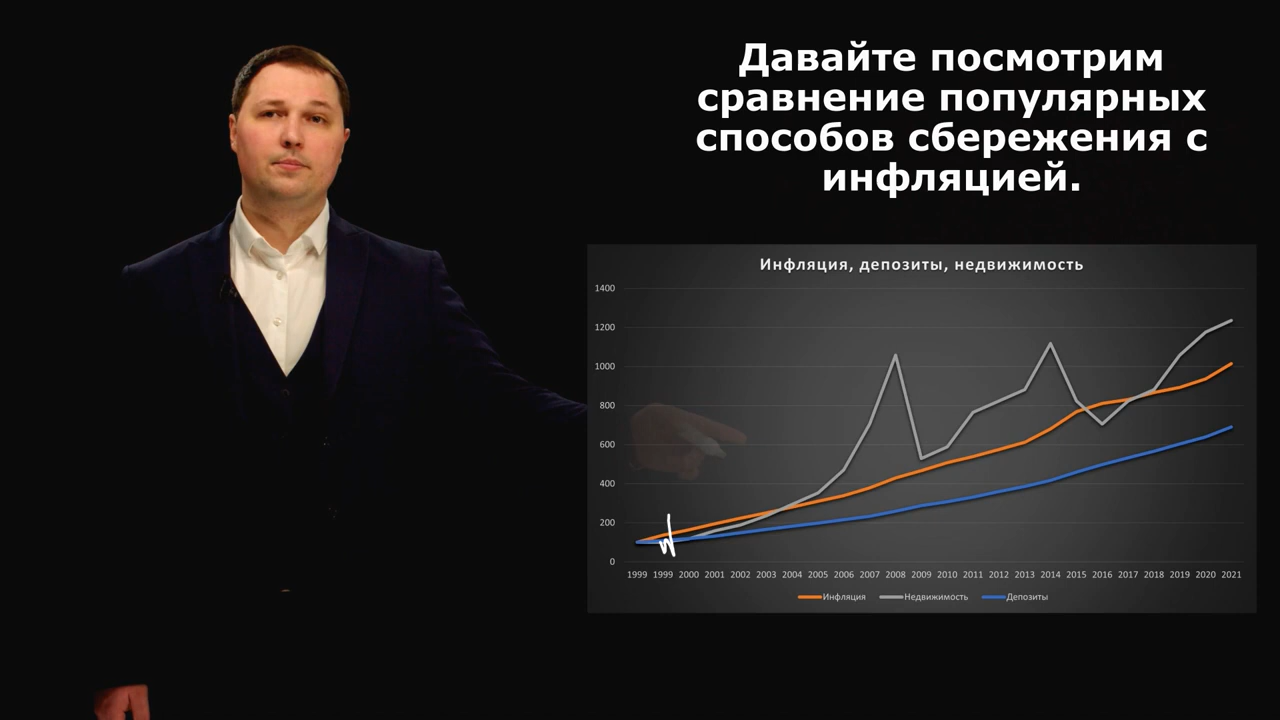 Давайте посмотрим
сравнение популярных
способов сбережения с
инфляцией.
Инфляция, депозиты, недвижимость
1400
1200
1000
800
600
400
200
0
1999 1999 2000 2001 2002 2003 2004 2005 2006 2007 2008 2009 2010 2011 2012 2013 2014 2015 2016 2017 2018 2019 2020 2021
Инфляция Недвижимость Депозиты